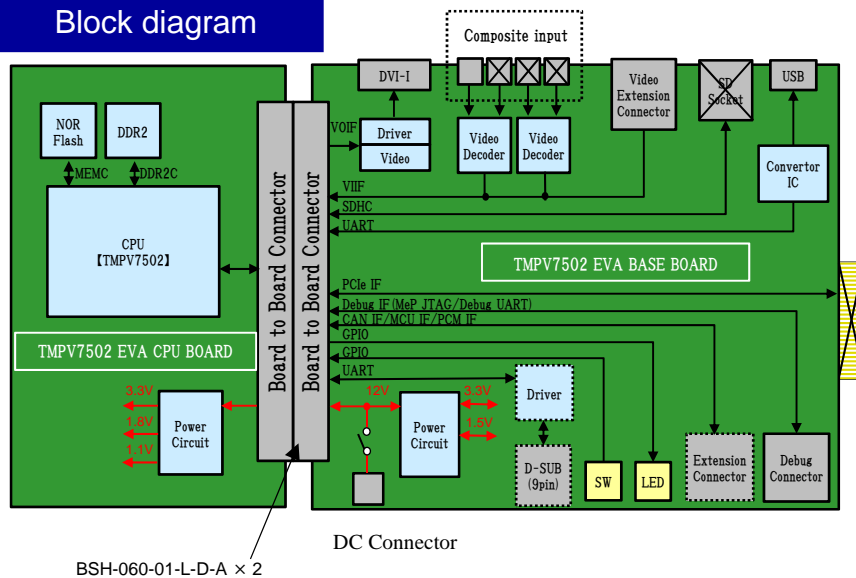 Block diagram
Composite input
DVI-I
Video
Extension
Connector
SD
Socket
USB
NOR
Flash
DDR2
VOIF
Driver
Video
Video
Decoder
Video
Decoder
Convertor
IC
MEMC
DDR2C
VIIF
SDHC
UART
CPU
【TMPV7502】
Board to Board Connector
Board to Board Connector
TMPV7502 EVA BASE BOARD
PCIe IF
Debug IF(MeP JTAG/Debug UART)
CAN IF/MCU IF/PCM IF
GPIO
GPIO
UART
TMPV7502 EVA CPU BOARD
3.3V
1.8V
1.1V
Power
Circuit
12V
Power
Circuit
3.3V
1.5V
Driver
D-SUB
(9pin)
SW
LED
Extension
Connector
Debug
Connector
DC Connector
BSH-060-01-L-D-A × 2